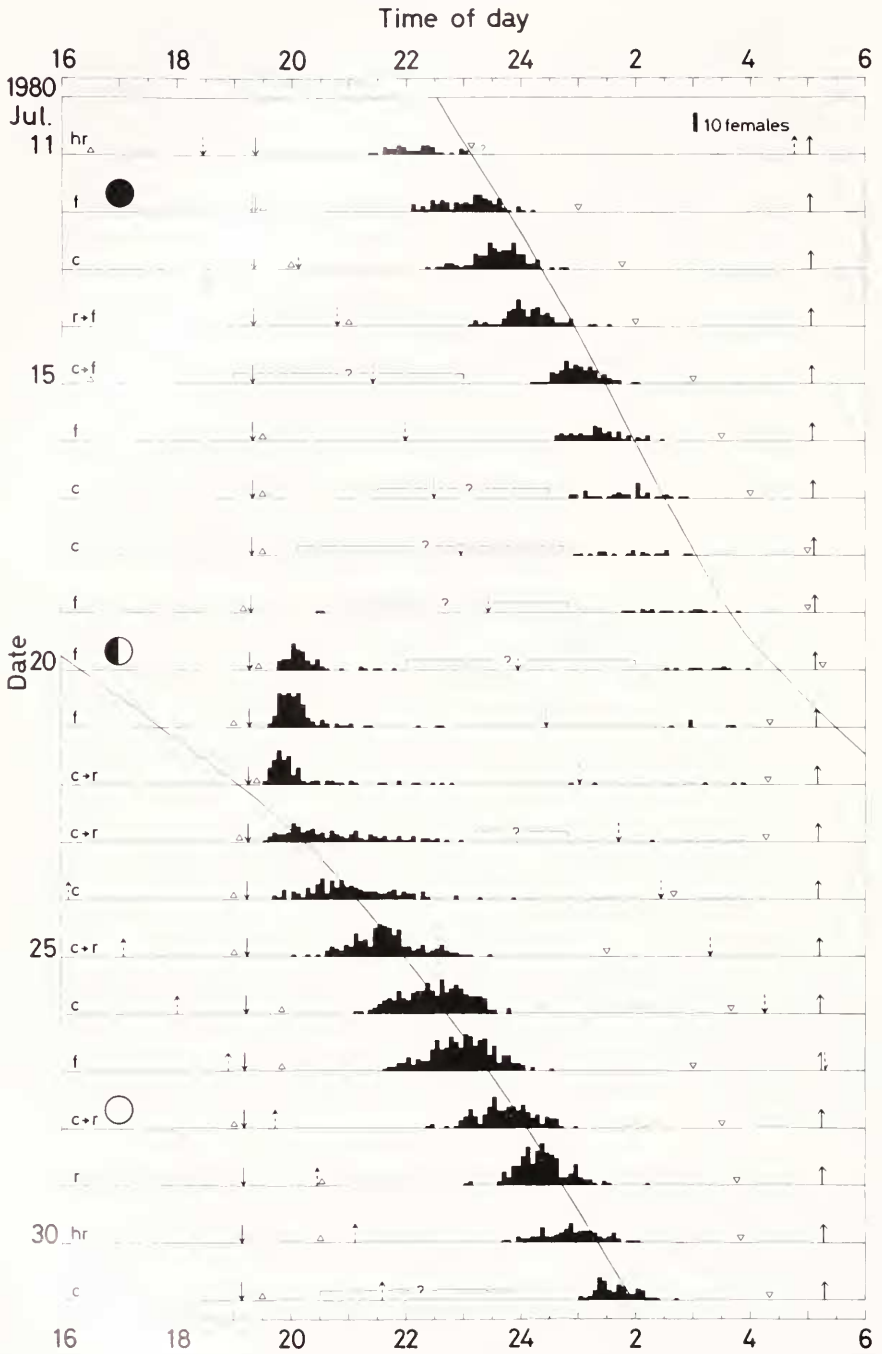 Time of day
16 18 20 22 24 2 4 6
1980
Jul.
10 females
11 hr
?
f
c
r→f
15 c→f
?
f
c
?
c
?
f
?
Date
20 f
?
f
c→r
c→r
?
c
25 c→r
c
f
c→r
r
30 hr
c
?
16 18 20 22 24 2 4 6